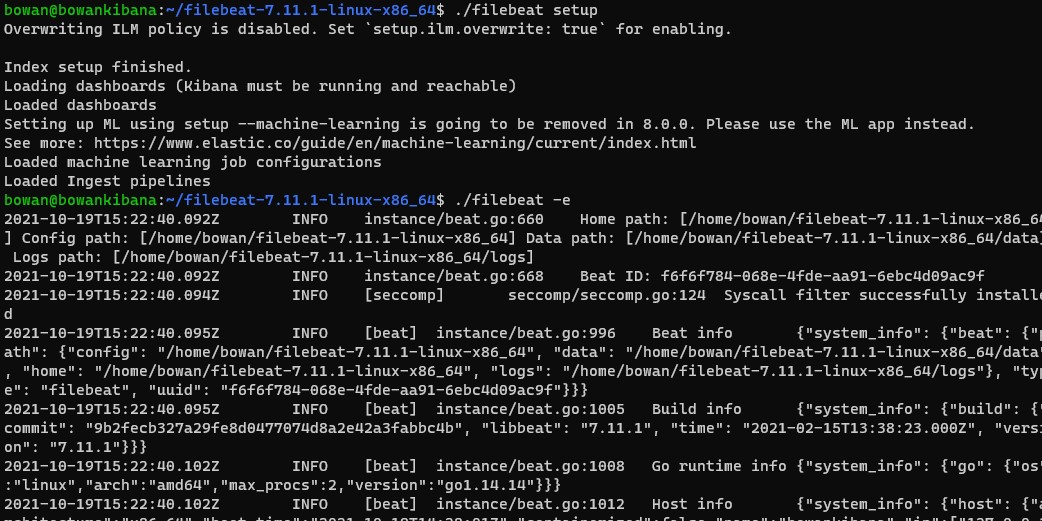 bowan@bowankibana:~/filebeat-7.11.1-linux-x86_64$ ./filebeat setup
Overwriting ILM policy is disabled. Set `setup.ilm.overwrite: true` for enabling.
Index setup finished.
Loading dashboards (Kibana must be running and reachable)
Loaded dashboards
Setting up ML using setup --machine-learning is going to be removed in 8.0.0. Please use the ML app instead.
See more: https://www.elastic.co/guide/en/machine-learning/current/index.html
Loaded machine learning job configurations
Loaded Ingest pipelines
bowan@bowankibana:~/filebeat-7.11.1-linux-x86_64$ ./filebeat -e
2021-10-19T15:22:40.092Z INFO instance/beat.go:660 Home path: [/home/bowan/filebeat-7.11.1-linux-x86_64
] Config path: [/home/bowan/filebeat-7.11.1-linux-x86_64] Data path: [/home/bowan/filebeat-7.11.1-linux-x86_64/data]
Logs path: [/home/bowan/filebeat-7.11.1-linux-x86_64/logs]
2021-10-19T15:22:40.092Z INFO instance/beat.go:668 Beat ID: f6f6f784-068e-4fde-aa91-6ebc4d09ac9f
2021-10-19T15:22:40.094Z INFO [seccomp] seccomp/seccomp.go:124 Syscall filter successfully installe
d
2021-10-19T15:22:40.095Z INFO [beat] instance/beat.go:996 Beat info {"system_info": {"beat": {"p
ath": {"config": "/home/bowan/filebeat-7.11.1-linux-x86_64", "data": "/home/bowan/filebeat-7.11.1-linux-x86_64/data"
, "home": "/home/bowan/filebeat-7.11.1-linux-x86_64", "logs": "/home/bowan/filebeat-7.11.1-linux-x86_64/logs"}, "typ
e": "filebeat", "uuid": "f6f6f784-068e-4fde-aa91-6ebc4d09ac9f"}}}
2021-10-19T15:22:40.095Z INFO [beat] instance/beat.go:1005 Build info {"system_info": {"build": {"
commit": "9b2fecb327a29fe8d0477074d8a2e42a3fabbc4b", "libbeat": "7.11.1", "time": "2021-02-15T13:38:23.000Z", "versi
on": "7.11.1"}}}
2021-10-19T15:22:40.102Z INFO [beat] instance/beat.go:1008 Go runtime info {"system_info": {"go": {"os"
:"linux","arch":"amd64","max_procs":2,"version":"go1.14.14"}}}
2021-10-19T15:22:40.102Z INFO [beat] instance/beat.go:1012 Host info {"system_info": {"host": {"a